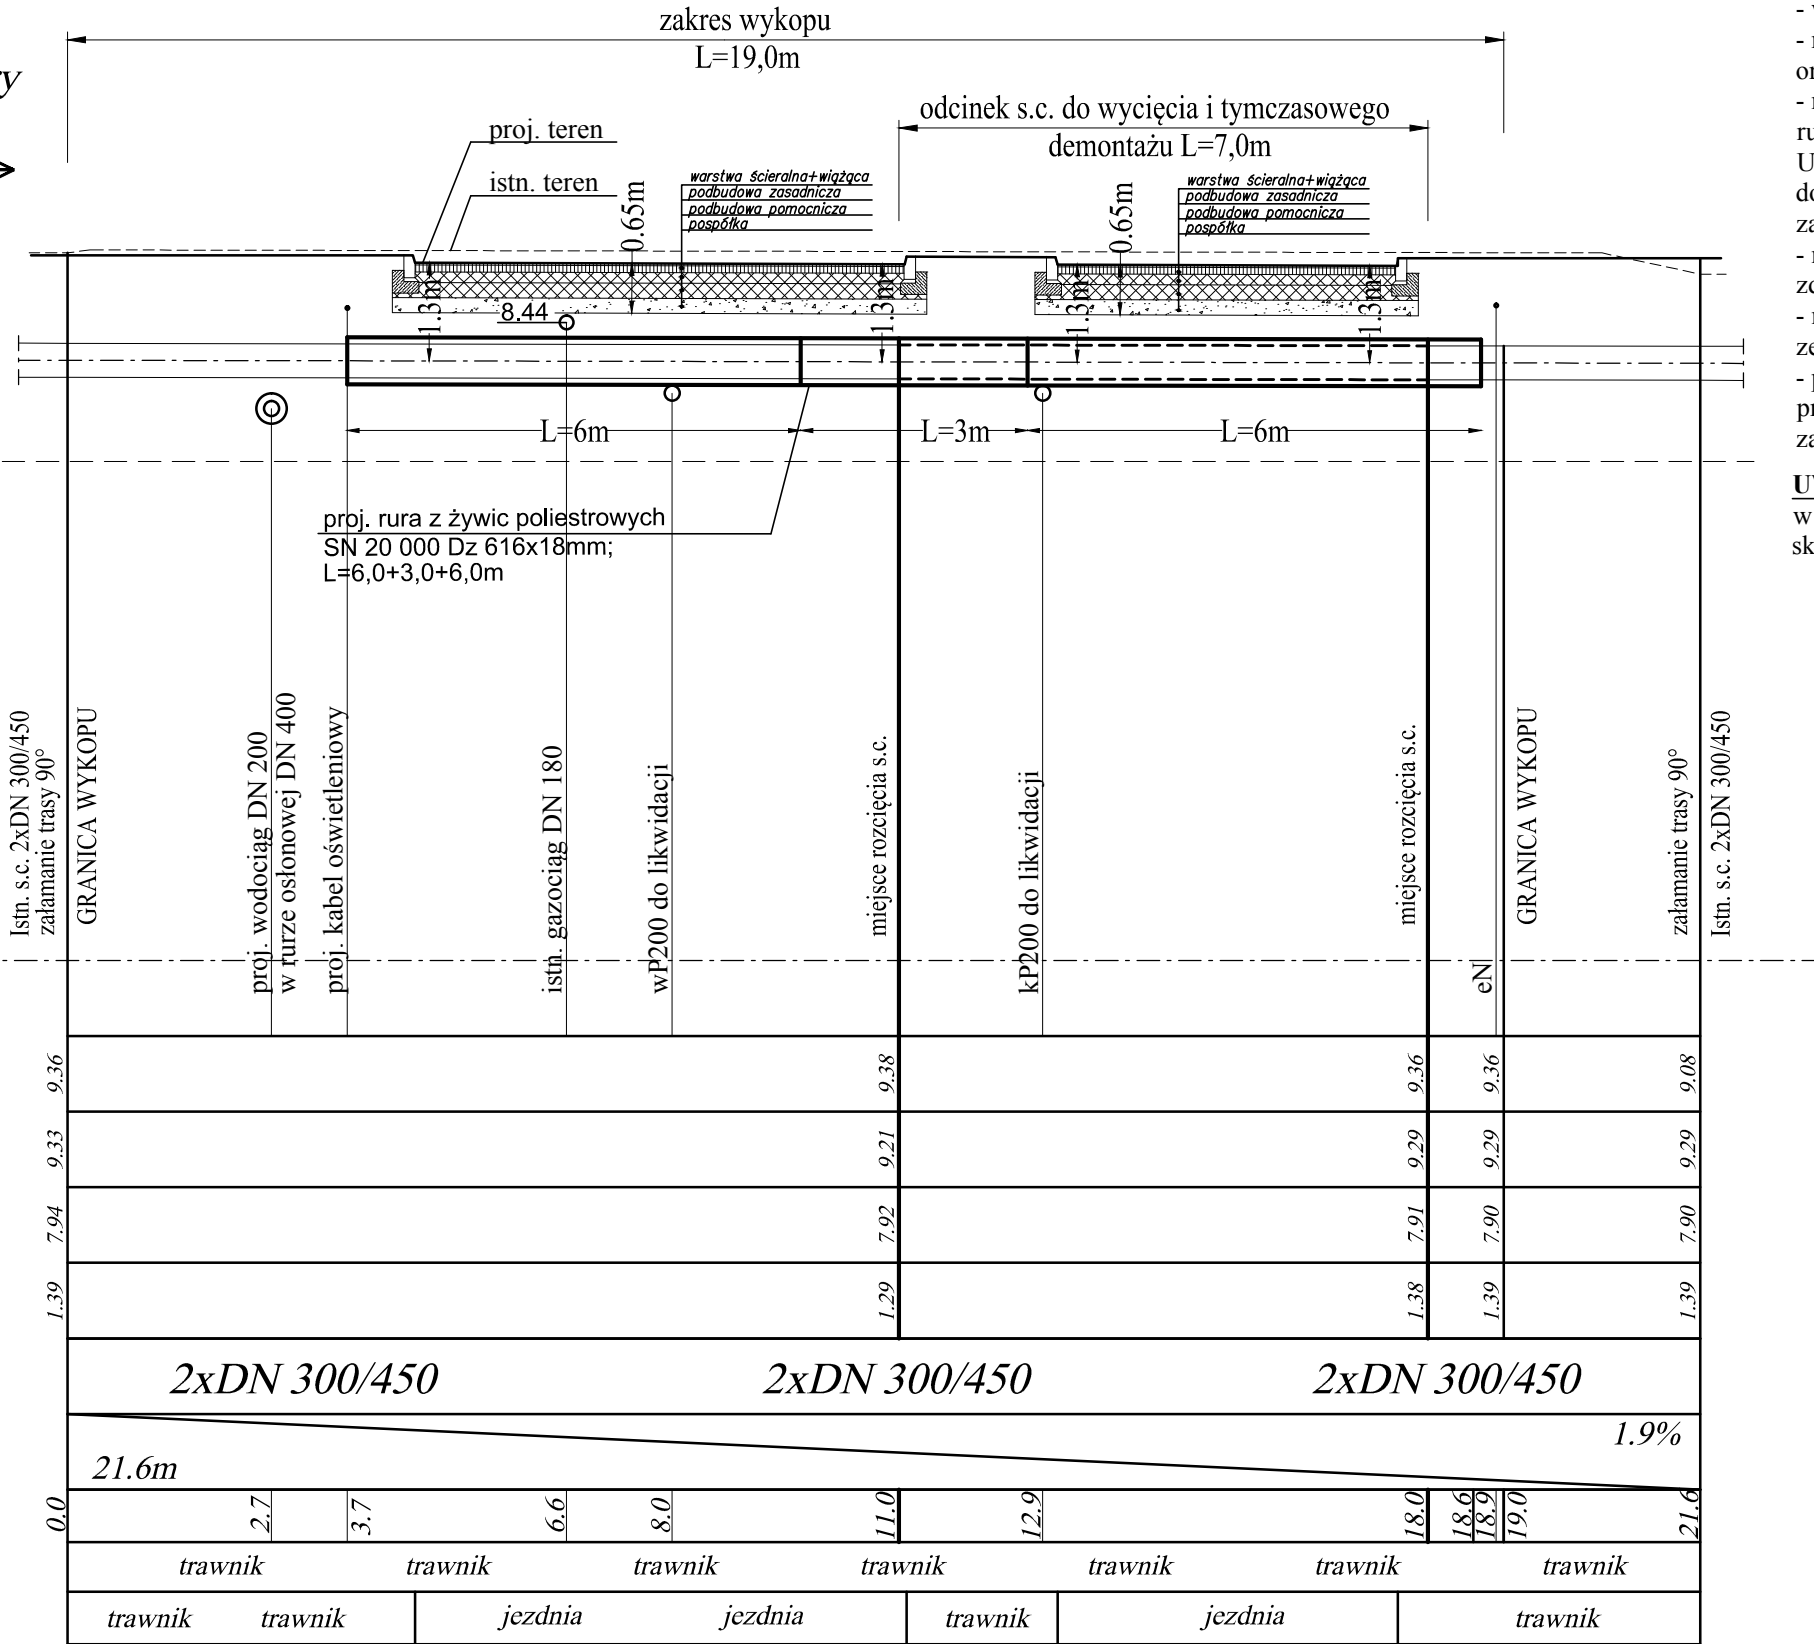 zakres wykopu
L=19,0m
odcinek s.c. do wycięcia i tymczasowego
demontażu L=7,0m
proj. teren
istn. teren
0.65m
warstwa ścieralna+wiążąca
podbudowa zasadnicza
podbudowa pomocnicza
pospółka
0.65m
warstwa ścieralna+wiążąca
podbudowa zasadnicza
podbudowa pomocnicza
pospółka
1.3m
8.44
1.3m
1.3m
1.3m
L=6m
L=3m
L=6m
proj. rura z żywic poliestrowych
SN 20 000 Dz 616x18mm;
L=6,0+3,0+6,0m
Istn. s.c. 2xDN 300/450
załamanie trasy 90°
GRANICA WYKOPU
proj. wodociąg DN 200
w rurze osłonowej DN 400
proj. kabel oświetleniowy
istn. gazociąg DN 180
wP200 do likwidacji
miejsce rozcięcia s.c.
kP200 do likwidacji
miejsce rozcięcia s.c.
eN
GRANICA WYKOPU
załamanie trasy 90°
Istn. s.c. 2xDN 300/450
9.36 9.38 9.36 9.36 9.08
9.33 9.21 9.29 9.29 9.29
7.94 7.92 7.91 7.90 7.90
1.39 1.29 1.38 1.39 1.39
2xDN 300/450 2xDN 300/450 2xDN 300/450
1.9%
21.6m
0.0 2.7 3.7 6.6 8.0 11.0 12.9 18.0 18.6 18.9 19.0 21.6
trawnik trawnik trawnik trawnik trawnik trawnik trawnik
trawnik trawnik jezdnia jezdnia trawnik jezdnia trawnik